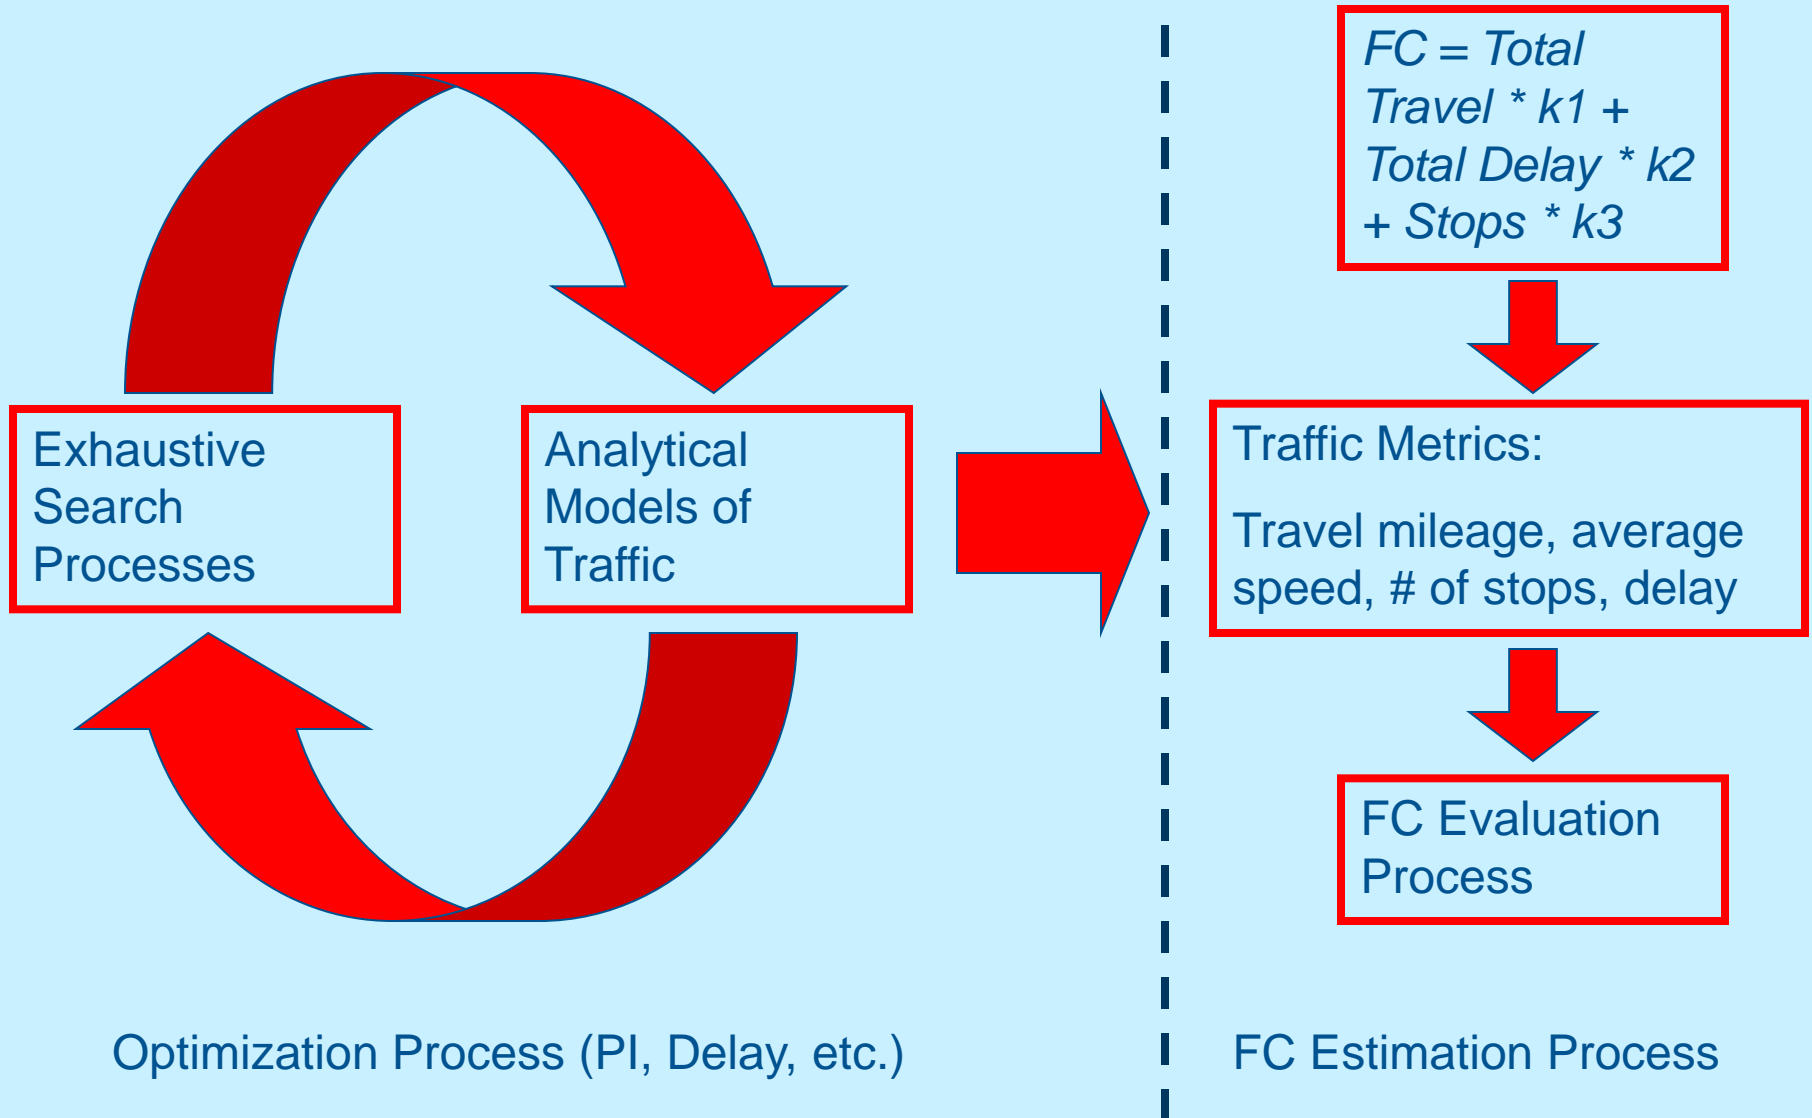 Exhaustive
Search
Processes
Analytical
Models of
Traffic
Optimization Process (PI, Delay, etc.)
FC = Total
Travel * k1 +
Total Delay * k2
+ Stops * k3
Traffic Metrics:
Travel mileage, average
speed, # of stops, delay
FC Evaluation
Process
FC Estimation Process